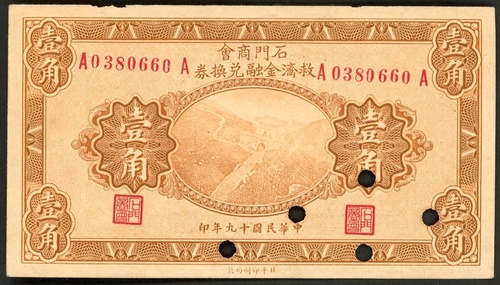 壹角 壹角
石門商會
救濟金融兌換券
A0380660 A A0380660 A
壹角 壹角
中華民國十九年印
壹角 壹角